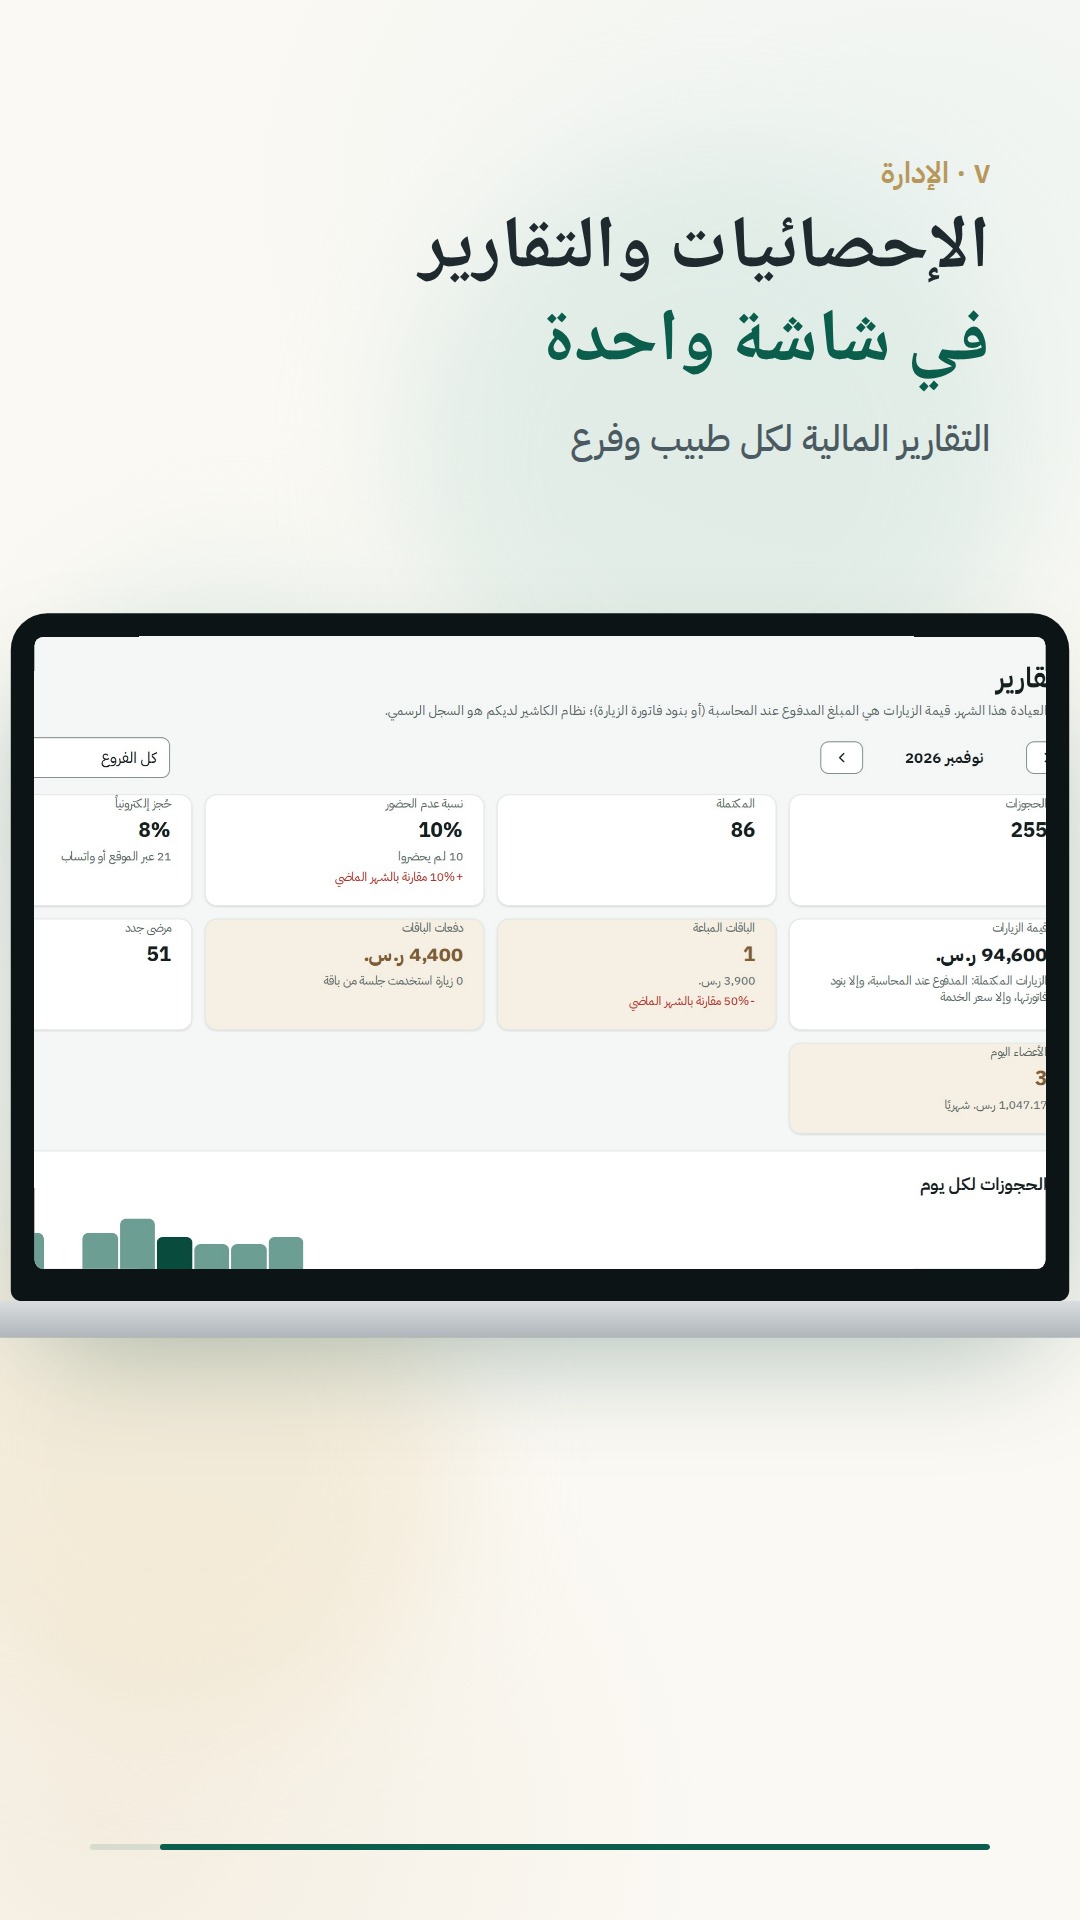 ٧ · الإدارة
الإحصائيات والتقارير
في شاشة واحدة
التقارير المالية لكل طبيب وفرع
قارير
العيادة هذا الشهر. قيمة الزيارات هي المبلغ المدفوع عند المحاسبة (أو بنود فاتورة الزيارة)؛ نظام الكاشير لديكم هو السجل الرسمي.
نوفمبر 2026
كل الفروع
الحجوزات
255
المكتملة
86
نسبة عدم الحضور
10%
10 لم يحضروا
+10% مقارنة بالشهر الماضي
حُجز إلكترونياً
8%
21 عبر الموقع أو واتساب
قيمة الزيارات
94,600 ر.س.
الزيارات المكتملة: المدفوع عند المحاسبة، وإلا بنود
فاتورتها، وإلا سعر الخدمة
الباقات المباعة
1
3,900 ر.س.
-50% مقارنة بالشهر الماضي
دفعات الباقات
4,400 ر.س.
0 زيارة استخدمت جلسة من باقة
مرضى جدد
51
الأعضاء اليوم
3
1,047.17 ر.س. شهريًا
الحجوزات لكل يوم